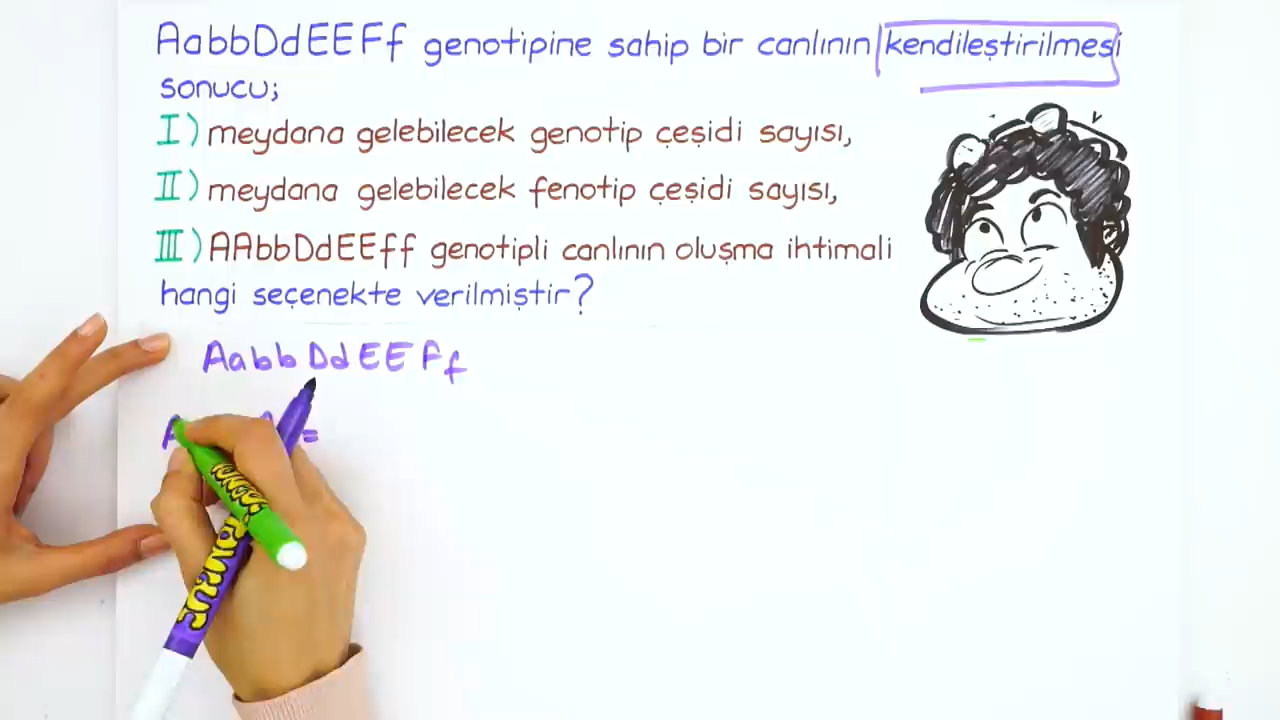 AabbDdEEFf genotipine sahip bir canlının kendileştirilmesi
sonucu;
I) meydana gelebilecek genotip çeşidi sayısı,
II) meydana gelebilecek fenotip çeşidi sayısı,
III) AAbbDdEEff genotipli canlının oluşma ihtimali
hangi seçenekte verilmiştir?
AabbDdEEFf
=